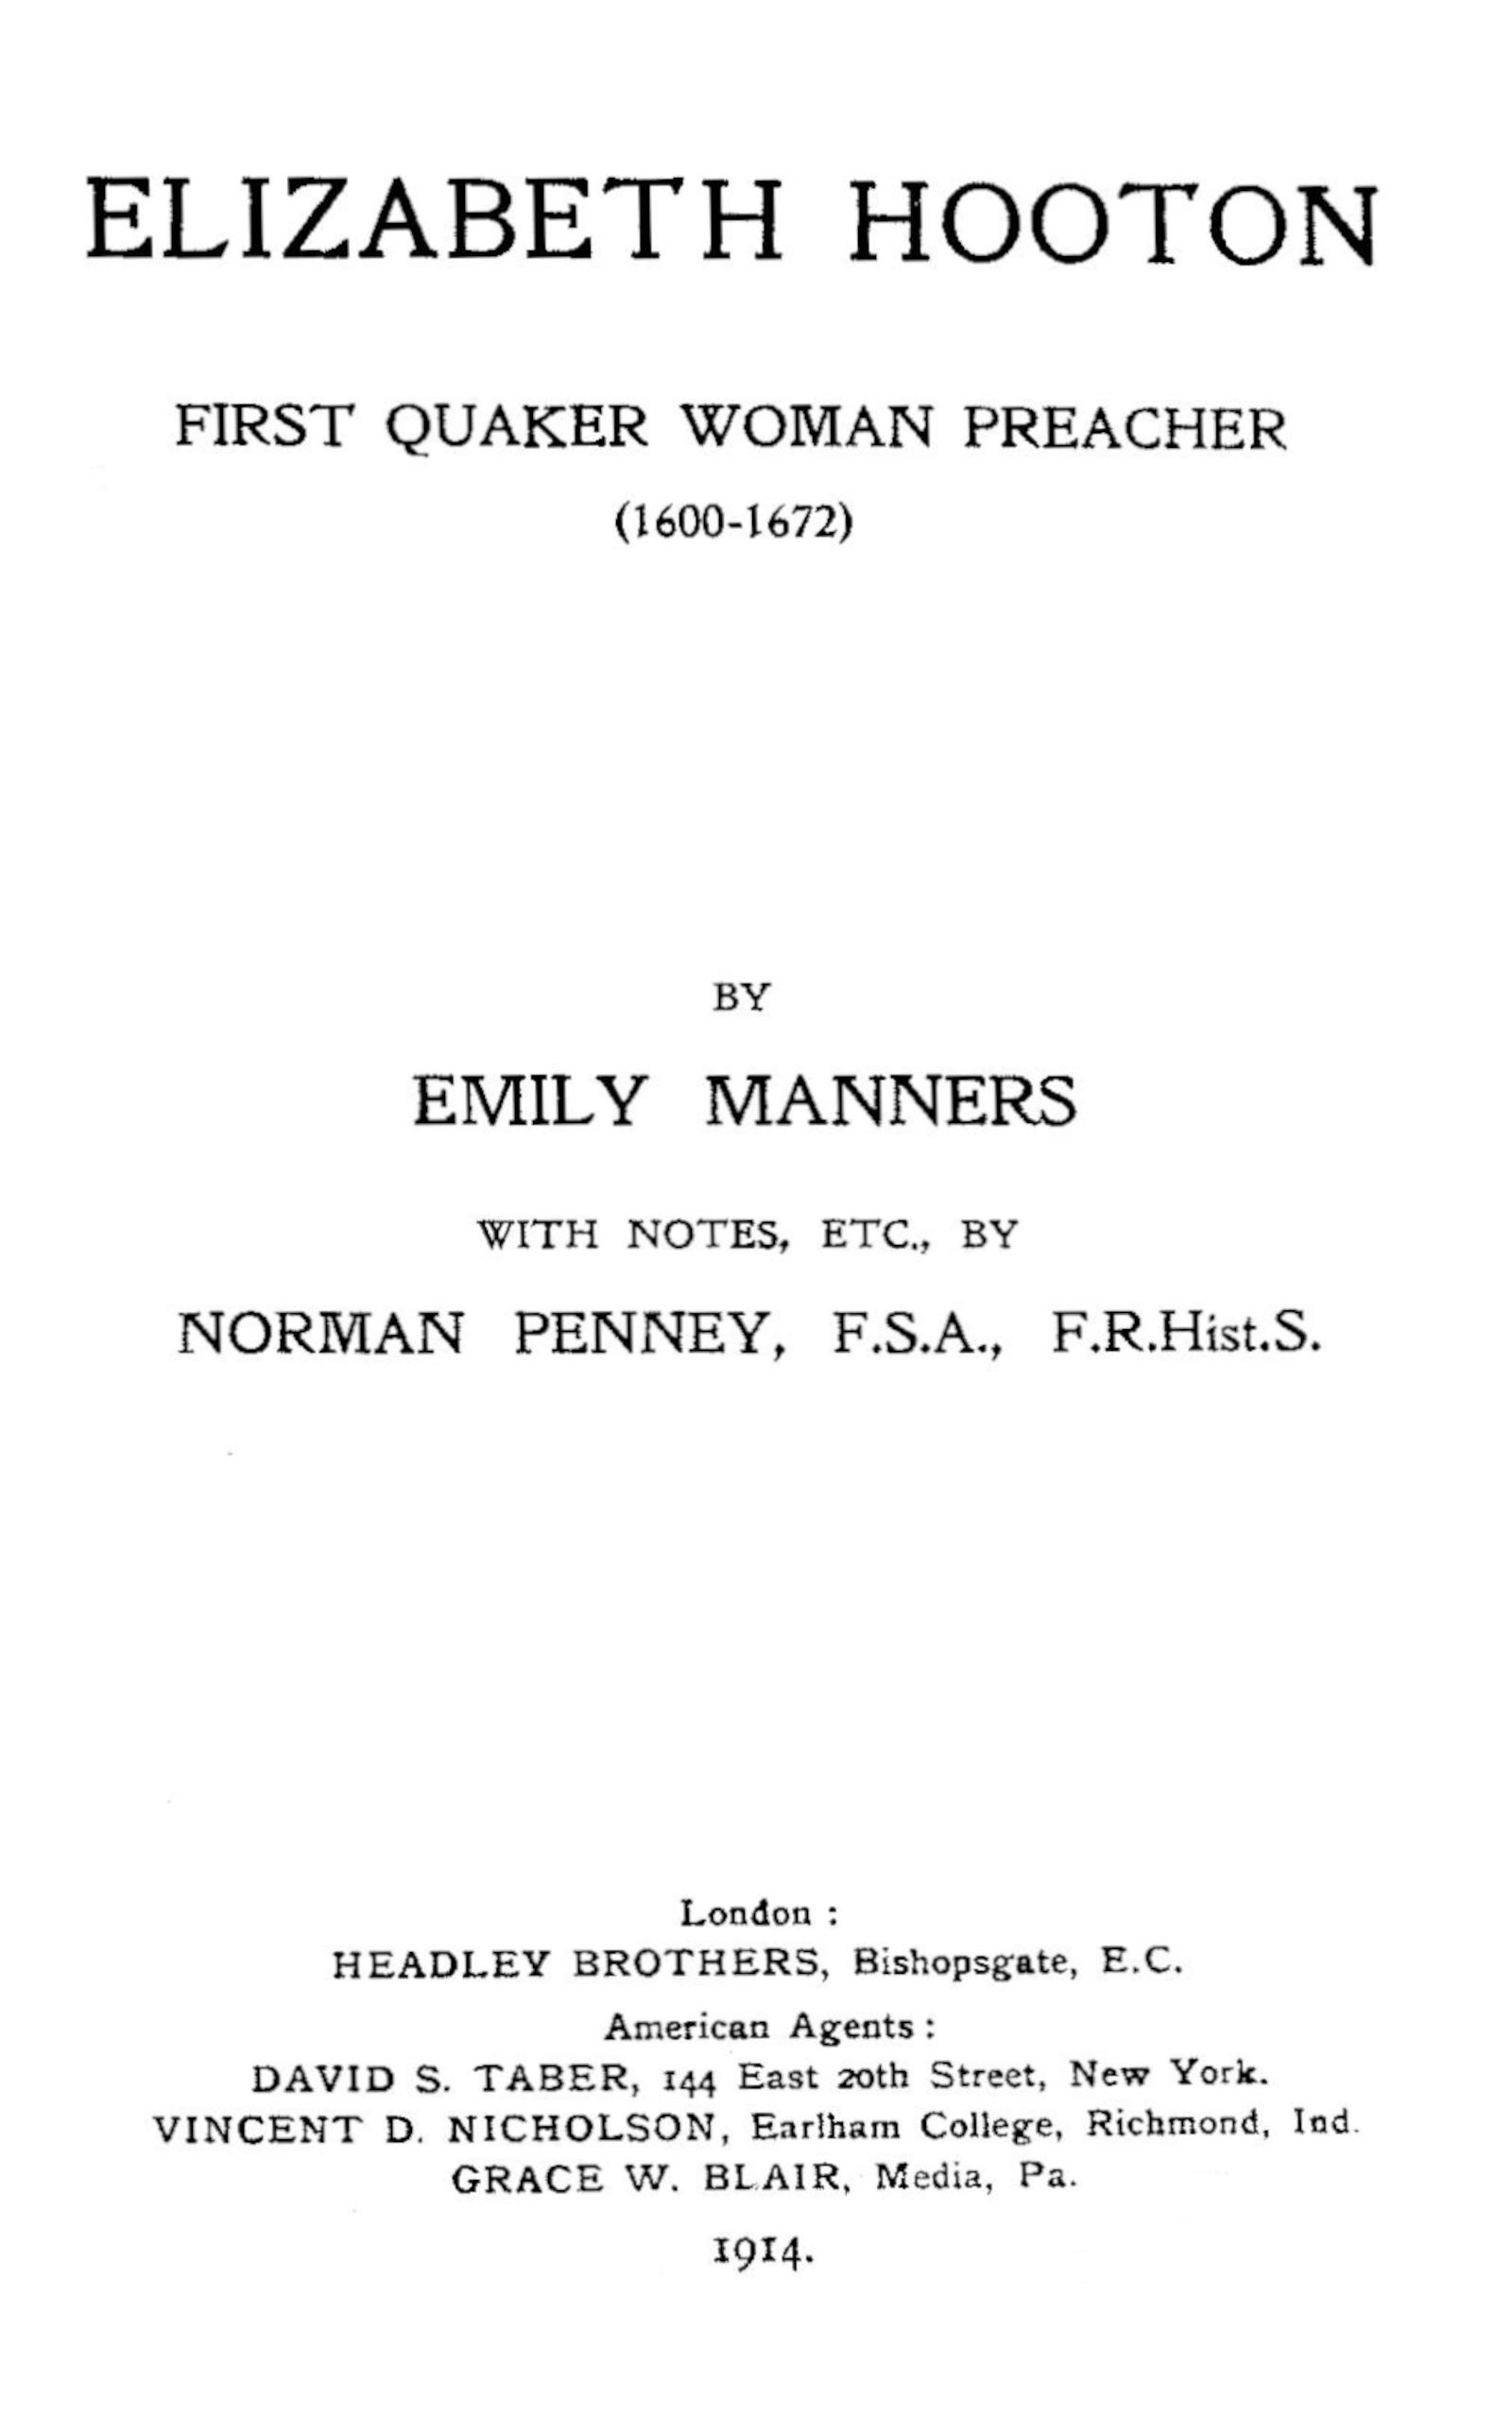 ELIZABETH HOOTON
FIRST QUAKER WOMAN PREACHER
(1600-1672)
BY
EMILY MANNERS
WITH NOTES, ETC., BY
NORMAN PENNEY, F.S.A., F.R.Hist.S.
London :
HEADLEY BROTHERS, Bishopsgate, E.C.
American Agents :
DAVID S. TABER, 144 East 20th Street, New York.
VINCENT D. NICHOLSON, Earlham College, Richmond, Ind.
GRACE W. BLAIR, Media, Pa.
1914.